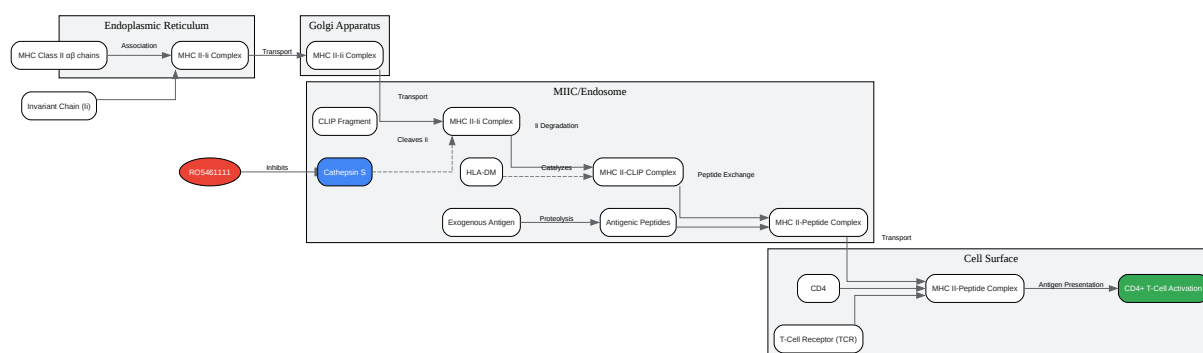 Endoplasmic Reticulum
Golgi Apparatus
MHC Class II αβ chains
Association
MHC II-Ii Complex
Transport
MHC II-Ii Complex
Invariant Chain (Ii)
MIIC/Endosome
Transport
CLIP Fragment
MHC II-Ii Complex
Ii Degradation
Cleaves Ii
RO5461111
Inhibits
Cathepsin S
HLA-DM
Catalyzes
MHC II-CLIP Complex
Peptide Exchange
Exogenous Antigen
Proteolysis
Antigenic Peptides
MHC II-Peptide Complex
Transport
Cell Surface
CD4
MHC II-Peptide Complex
Antigen Presentation
CD4+ T-Cell Activation
T-Cell Receptor (TCR)